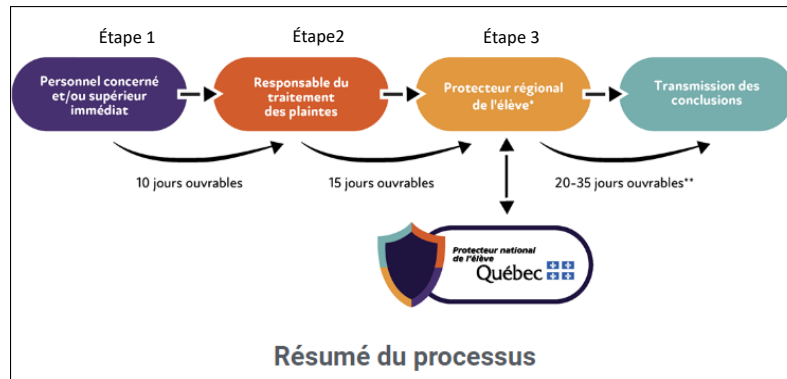 Étape 1
Étape2
Étape 3
Personnel concerné
et/ou supérieur
immédiat
Responsable du
traitement
des plaintes
Protecteur régional
de l'élève*
Transmission des
conclusions
10 jours ouvrables
15 jours ouvrables
20-35 jours ouvrables**
Protecteur national
de l'élève
Québec
Résumé du processus